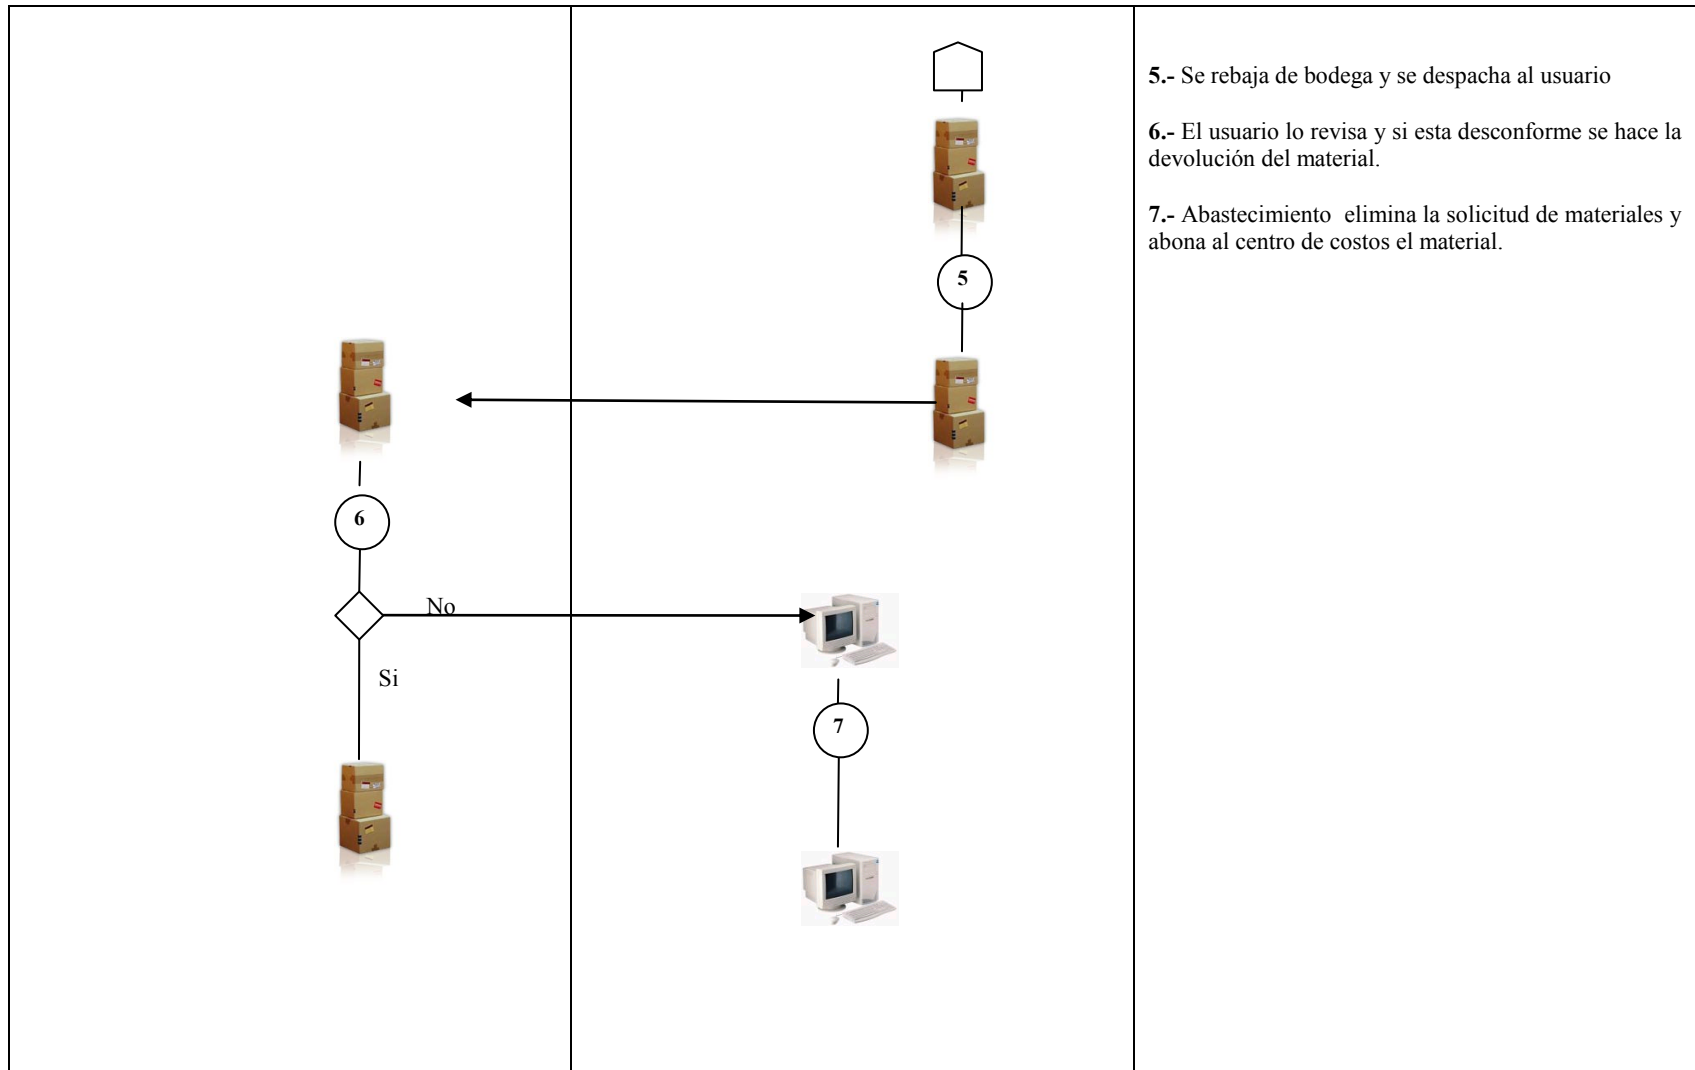 5.- Se rebaja de bodega y se despacha al usuario
6.- El usuario lo revisa y si esta desconforme se hace la
devolución del material.
7.- Abastecimiento elimina la solicitud de materiales y
abona al centro de costos el material.
5
6
No
Si
7